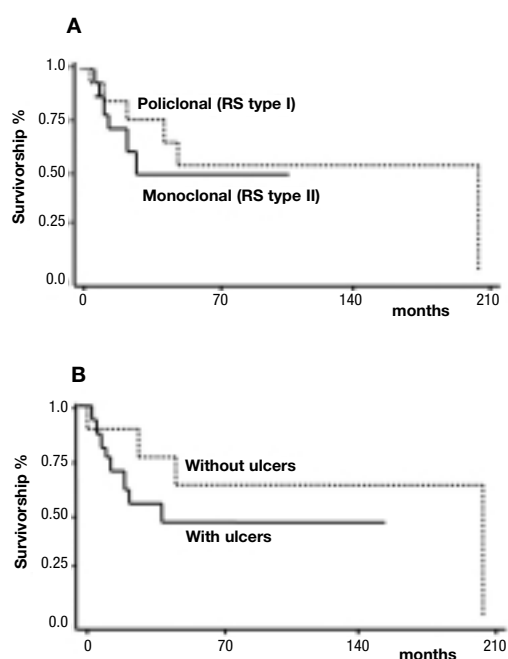 A
1.0
Policlonal (RS type I)
0.75
0.50
Monoclonal (RS type II)
0.25
0.0
Survivorship %
0 70 140 210
months
B
1.0
Without ulcers
0.75
0.50
With ulcers
0.25
0.0
Survivorship %
0 70 140 210
months